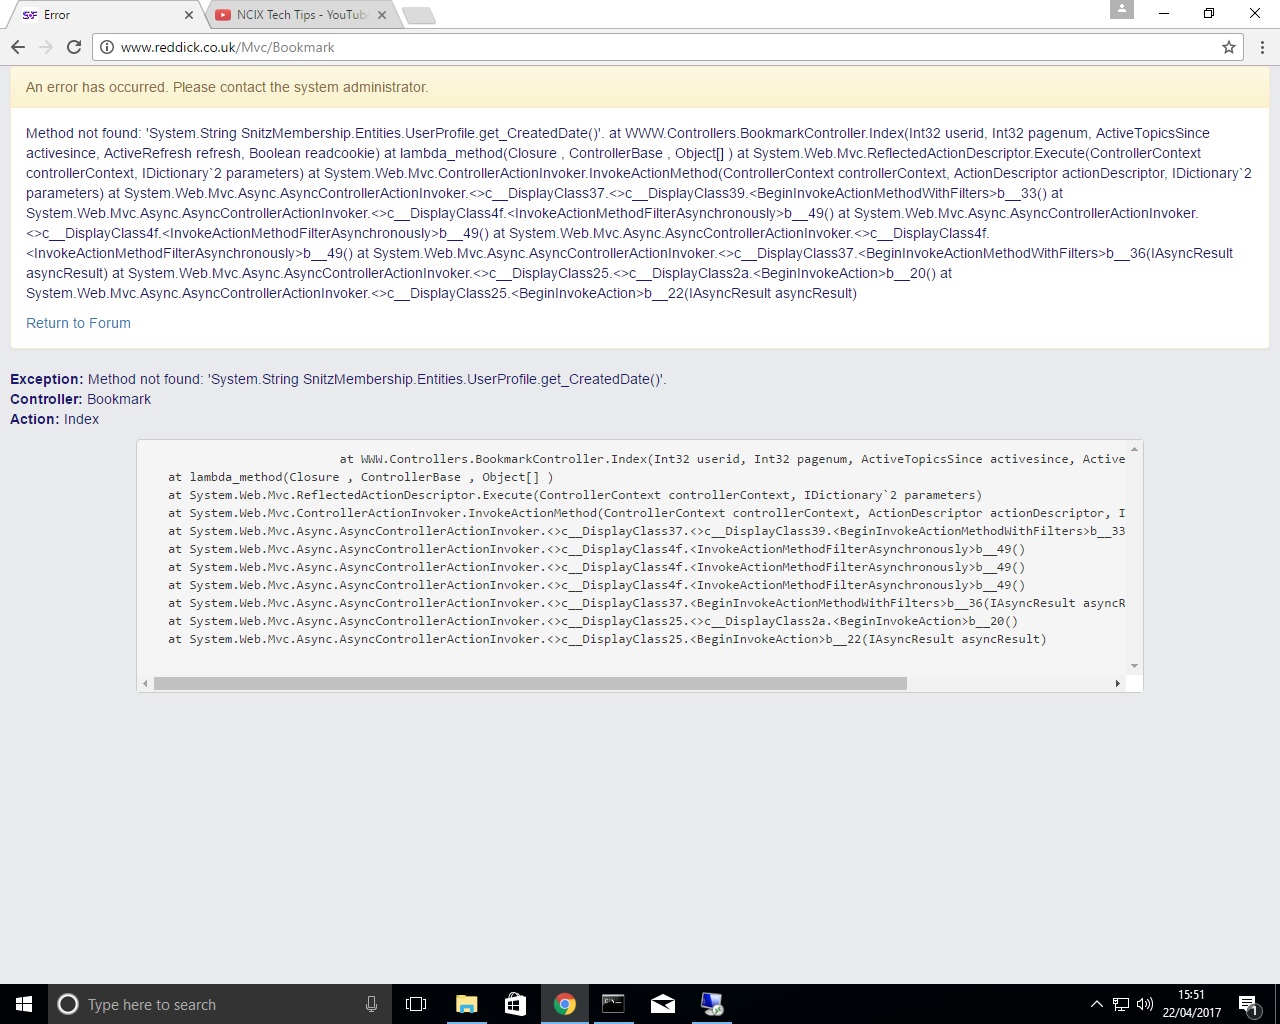 Error
NCIX Tech Tips - YouTub
www.reddick.co.uk/Mvc/Bookmark
An error has occurred. Please contact the system administrator.
Method not found: 'System.String SnitzMembership.Entities.UserProfile.get_CreatedDate()'. at WWW.Controllers.BookmarkController.Index(Int32 userid, Int32 pagenum, ActiveTopicsSince
activesince, ActiveRefresh refresh, Boolean readcookie) at lambda_method(Closure , ControllerBase , Object[] ) at System.Web.Mvc.ReflectedActionDescriptor.Execute(ControllerContext
controllerContext, IDictionary`2 parameters) at System.Web.Mvc.ControllerActionInvoker.InvokeActionMethod(ControllerContext controllerContext, ActionDescriptor actionDescriptor, IDictionary`2
parameters) at System.Web.Mvc.Async.AsyncControllerActionInvoker.<>c__DisplayClass37.<>c__DisplayClass39.<BeginInvokeActionMethodWithFilters>b__33() at
System.Web.Mvc.Async.AsyncControllerActionInvoker.<>c__DisplayClass4f.<InvokeActionMethodFilterAsynchronously>b__49() at System.Web.Mvc.Async.AsyncControllerActionInvoker.
<>c__DisplayClass4f.<InvokeActionMethodFilterAsynchronously>b__49() at System.Web.Mvc.Async.AsyncControllerActionInvoker.<>c__DisplayClass4f.
<InvokeActionMethodFilterAsynchronously>b__49() at System.Web.Mvc.Async.AsyncControllerActionInvoker.<>c__DisplayClass37.<BeginInvokeActionMethodWithFilters>b__36(IAsyncResult
asyncResult) at System.Web.Mvc.Async.AsyncControllerActionInvoker.<>c__DisplayClass25.<>c__DisplayClass2a.<BeginInvokeAction>b__20() at
System.Web.Mvc.Async.AsyncControllerActionInvoker.<>c__DisplayClass25.<BeginInvokeAction>b__22(IAsyncResult asyncResult)
Return to Forum
Exception: Method not found: 'System.String SnitzMembership.Entities.UserProfile.get_CreatedDate()'.
Controller: Bookmark
Action: Index
at WWW.Controllers.BookmarkController.Index(Int32 userid, Int32 pagenum, ActiveTopicsSince activesince, Active
at lambda_method(Closure , ControllerBase , Object[] )
at System.Web.Mvc.ReflectedActionDescriptor.Execute(ControllerContext controllerContext, IDictionary`2 parameters)
at System.Web.Mvc.ControllerActionInvoker.InvokeActionMethod(ControllerContext controllerContext, ActionDescriptor actionDescriptor, I
at System.Web.Mvc.Async.AsyncControllerActionInvoker.<>c__DisplayClass37.<>c__DisplayClass39.<BeginInvokeActionMethodWithFilters>b__33
at System.Web.Mvc.Async.AsyncControllerActionInvoker.<>c__DisplayClass4f.<InvokeActionMethodFilterAsynchronously>b__49()
at System.Web.Mvc.Async.AsyncControllerActionInvoker.<>c__DisplayClass4f.<InvokeActionMethodFilterAsynchronously>b__49()
at System.Web.Mvc.Async.AsyncControllerActionInvoker.<>c__DisplayClass4f.<InvokeActionMethodFilterAsynchronously>b__49()
at System.Web.Mvc.Async.AsyncControllerActionInvoker.<>c__DisplayClass37.<BeginInvokeActionMethodWithFilters>b__36(IAsyncResult asyncR
at System.Web.Mvc.Async.AsyncControllerActionInvoker.<>c__DisplayClass25.<>c__DisplayClass2a.<BeginInvokeAction>b__20()
at System.Web.Mvc.Async.AsyncControllerActionInvoker.<>c__DisplayClass25.<BeginInvokeAction>b__22(IAsyncResult asyncResult)
Type here to search
15:51
22/04/2017
1